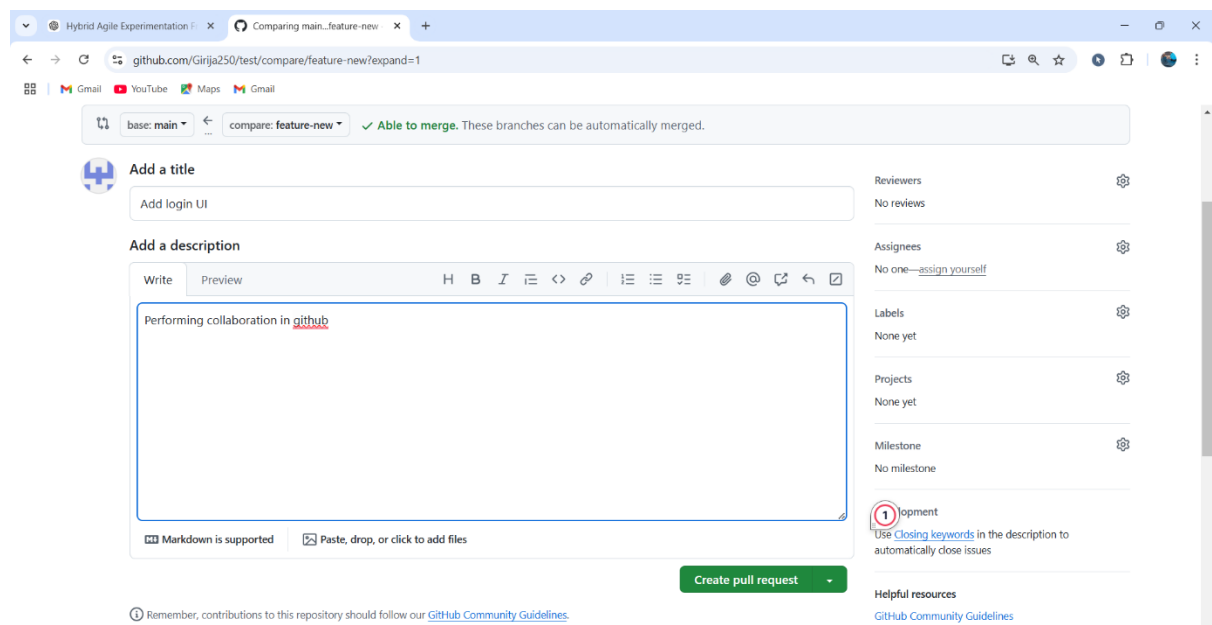 Hybrid Agile Experimentation F
Comparing main...feature-new
github.com/Girija250/test/compare/feature-new?expand=1
Gmail YouTube Maps Gmail
base: main ← ... compare: feature-new ✓ Able to merge. These branches can be automatically merged.
Add a title
Add login UI
Add a description
Write Preview H B I
Performing collaboration in github
Markdown is supported Paste, drop, or click to add files
Create pull request
Remember, contributions to this repository should follow our GitHub Community Guidelines.
Reviewers
No reviews
Assignees
No one—assign yourself
Labels
None yet
Projects
None yet
Milestone
No milestone
1 lopment
Use Closing keywords in the description to
automatically close issues
Helpful resources
GitHub Community Guidelines